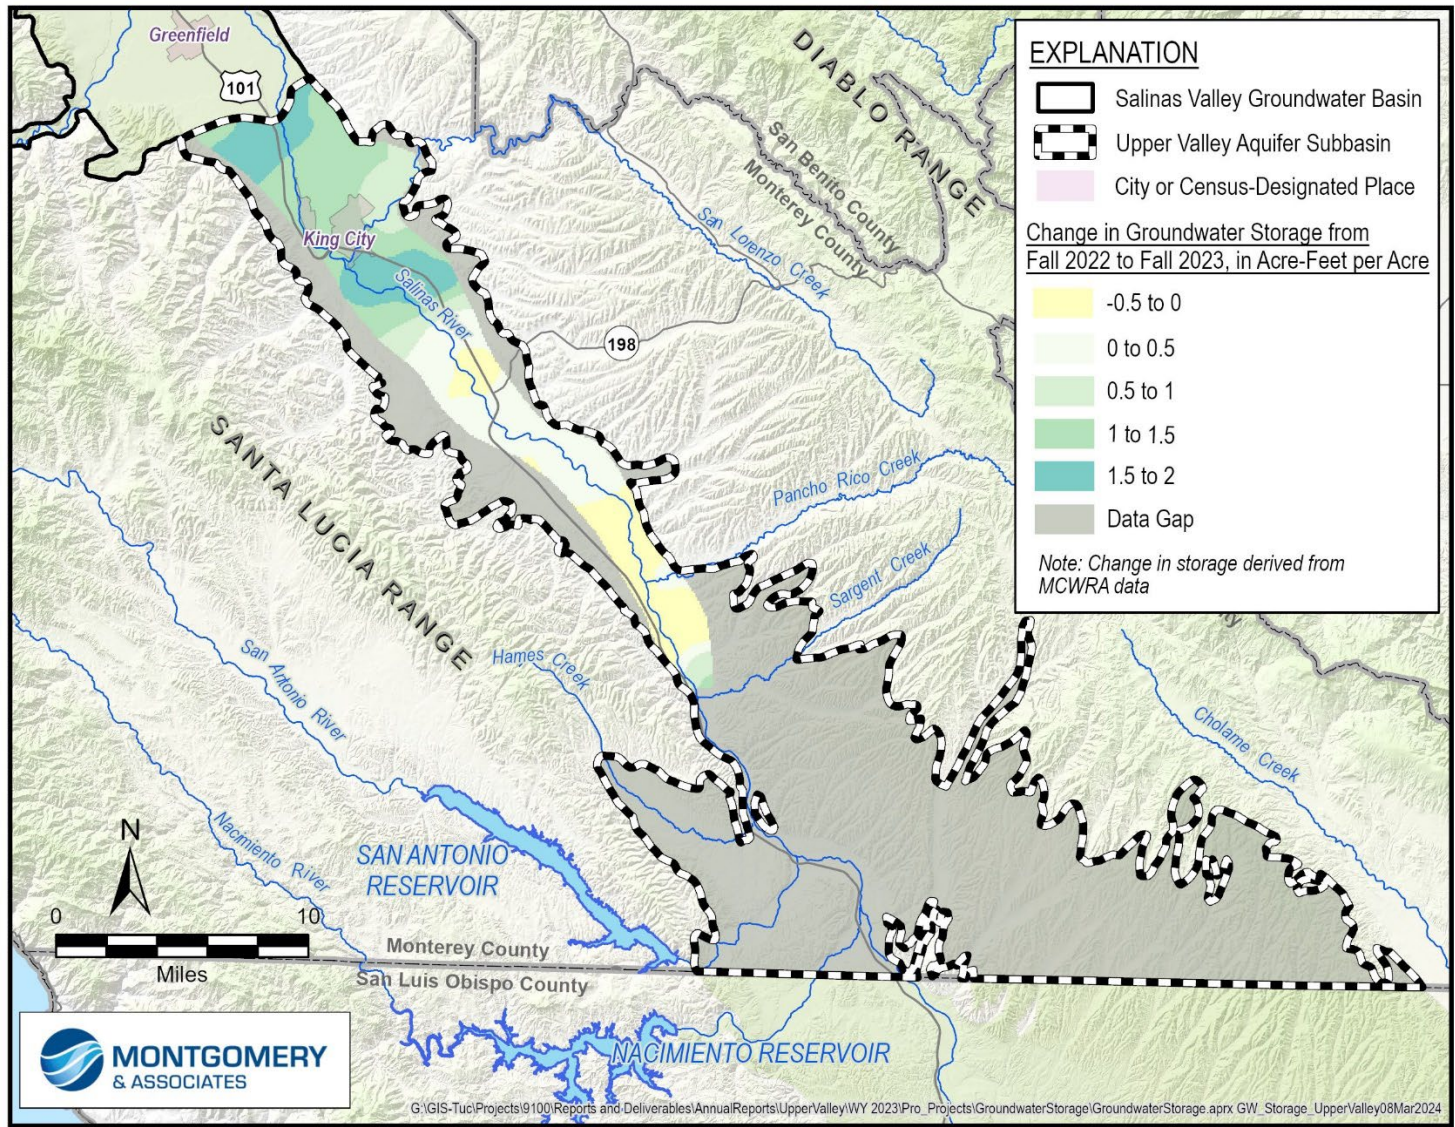 Greenfield
101
DIABLO RANGE
San Benito County
Monterey County
San Lorenzo Creek
King City
Salinas River
198
SANTA LUCIA RANGE
Pancho Rico Creek
Sargent Creek
Hames Creek
San Antonio River
Nacimiento River
Cholame Creek
SAN ANTONIO
RESERVOIR
N
0 10
Miles
Monterey County
San Luis Obispo County
NACIMIENTO RESERVOIR
EXPLANATION
Salinas Valley Groundwater Basin
Upper Valley Aquifer Subbasin
City or Census-Designated Place
Change in Groundwater Storage from
Fall 2022 to Fall 2023, in Acre-Feet per Acre
-0.5 to 0
0 to 0.5
0.5 to 1
1 to 1.5
1.5 to 2
Data Gap
Note: Change in storage derived from
MCWRA data
MONTGOMERY
& ASSOCIATES
G:\GIS-Tuc\Projects\9100\Reports and Deliverables\AnnualReports\UpperValley\WY 2023\Pro_Projects\GroundwaterStorage\GroundwaterStorage.aprx GW_Storage_UpperValley08Mar2024